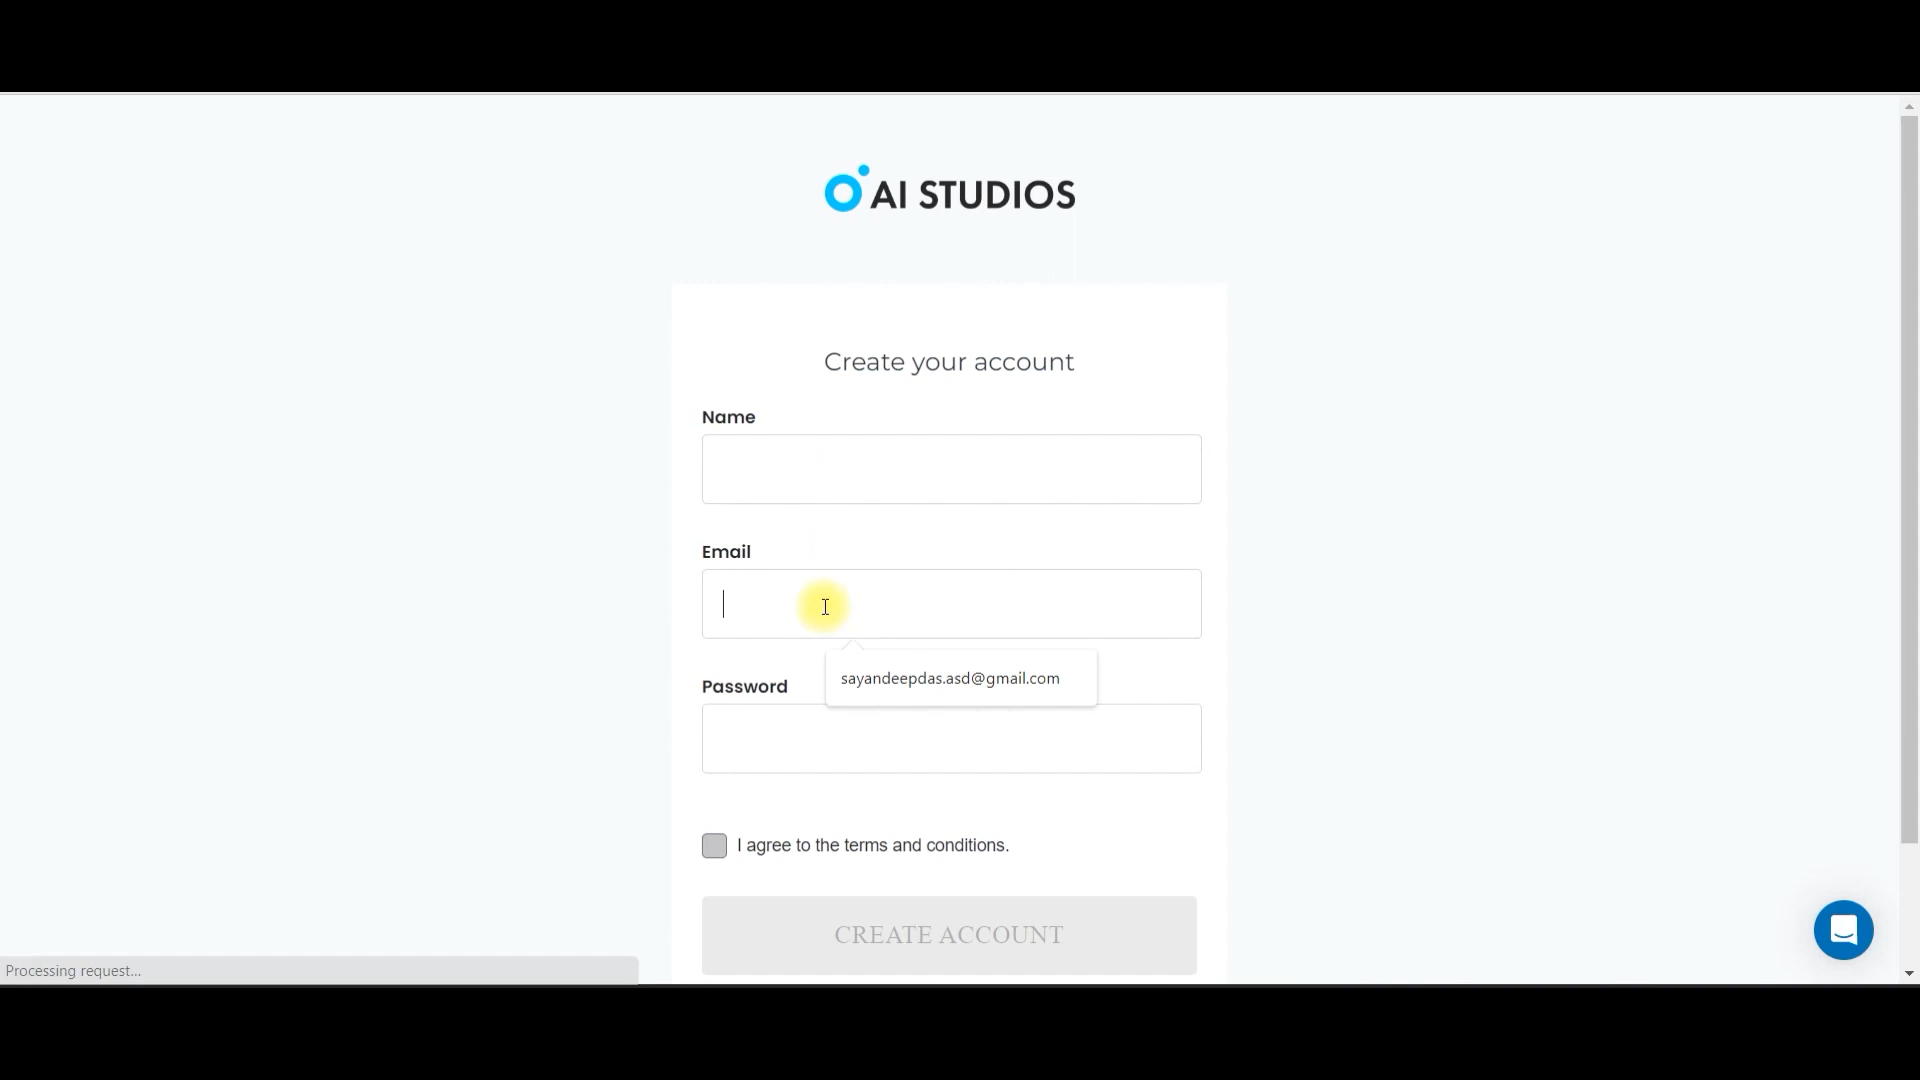 AI STUDIOS
Create your account
Name
Email
sayandeepdas.asd@gmail.com
Password
I agree to the terms and conditions.
CREATE ACCOUNT
Processing request...